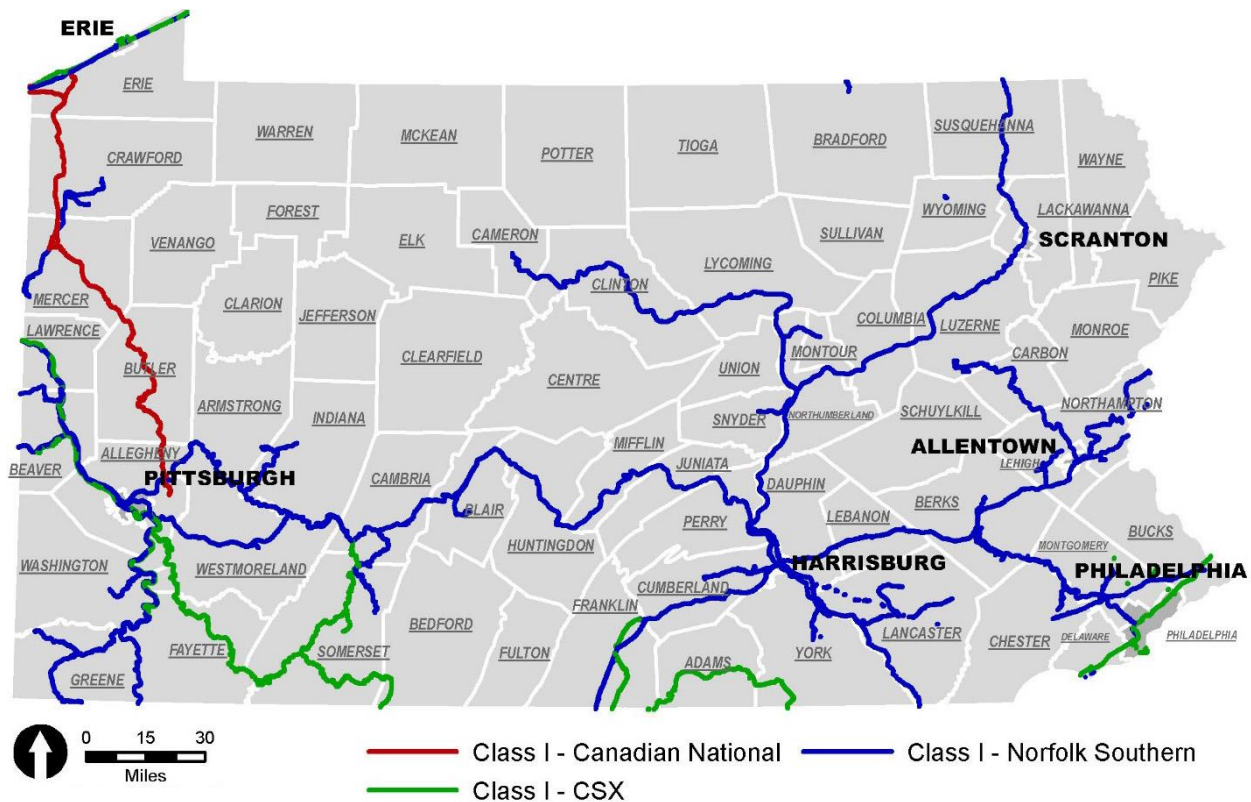 ERIE
ERIE
WARREN
MCKEAN
POTTER
TIOGA
BRADFORD
SUSQUEHANNA
WAYNE
CRAWFORD
FOREST
VENANGO
ELK
CAMERON
SULLIVAN
WYOMING
LACKAWANNA
SCRANTON
PIKE
LYCOMING
CLINTON
CLARION
MERCER
LAWRENCE
JEFFERSON
CLEARFIELD
COLUMBIA
LUZERNE
MONROE
MONTOUR
CARBON
BUTLER
CENTRE
UNION
ARMSTRONG
INDIANA
SNYDER
NORTHUMBERLAND
SCHUYLKILL
NORTHAMPTON
ALLENTOWN
LEHIGH
MIFFLIN
JUNIATA
ALLEGHENY
BEAVER
PITTSBURGH
CAMBRIA
BLAIR
DAUPHIN
LEBANON
BERKS
PERRY
HUNTINGDON
BUCKS
MONTGOMERY
WASHINGTON
WESTMORELAND
HARRISBURG
PHILADELPHIA
CUMBERLAND
FRANKLIN
BEDFORD
FULTON
LANCASTER
CHESTER
DELAWARE
PHILADELPHIA
FAYETTE
SOMERSET
ADAMS
YORK
GREENE
0 15 30
Miles
Class I - Canadian National
Class I - Norfolk Southern
Class I - CSX